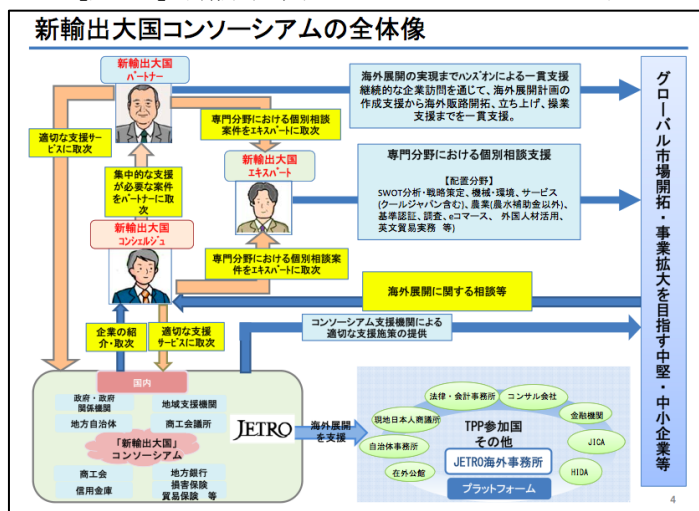 新輸出大国コンソーシアムの全体像
新輸出大国
パートナー
海外展開の実現までハンズオンによる一貫支援
継続的な企業訪問を通じて、海外展開計画の
作成支援から海外販路開拓、立ち上げ、操業
支援までを一貫支援。
グローバル市場開拓・事業拡大を目指す中堅・中小企業等
適切な支援サー
ビスに取次
専門分野における個別相談
案件をエキスパートに取次
集中的な支援
が必要な案件
をパートナーに取
次
新輸出大国
エキスパート
専門分野における個別相談支援
【配置分野】
SWOT分析・戦略策定、機械・環境、サービス
(クールジャパン含む)、農業(農水補助金以外)、
基準認証、調査、eコマース、 外国人材活用、
英文貿易実務 等)
新輸出大国
コンシェルジュ
専門分野における個別相談案
件をエキスパートに取次
海外展開に関する相談等
企業の紹
介・取次
適切な支援
サービスに取次
コンソーシアム支援機関による
適切な支援施策の提供
国内
政府・政府
関係機関
地域支援機関
地方自治体
商工会議所
「新輸出大国」
コンソーシアム
商工会
信用金庫
地方銀行
損害保険
貿易保険 等
JETRO
海外展開
を支援
法律・会計事務所
コンサル会社
現地日本人商議所
金融機関
TPP参加国
その他
自治体事務所
JICA
JETRO海外事務所
在外公館
HIDA
プラットフォーム
4